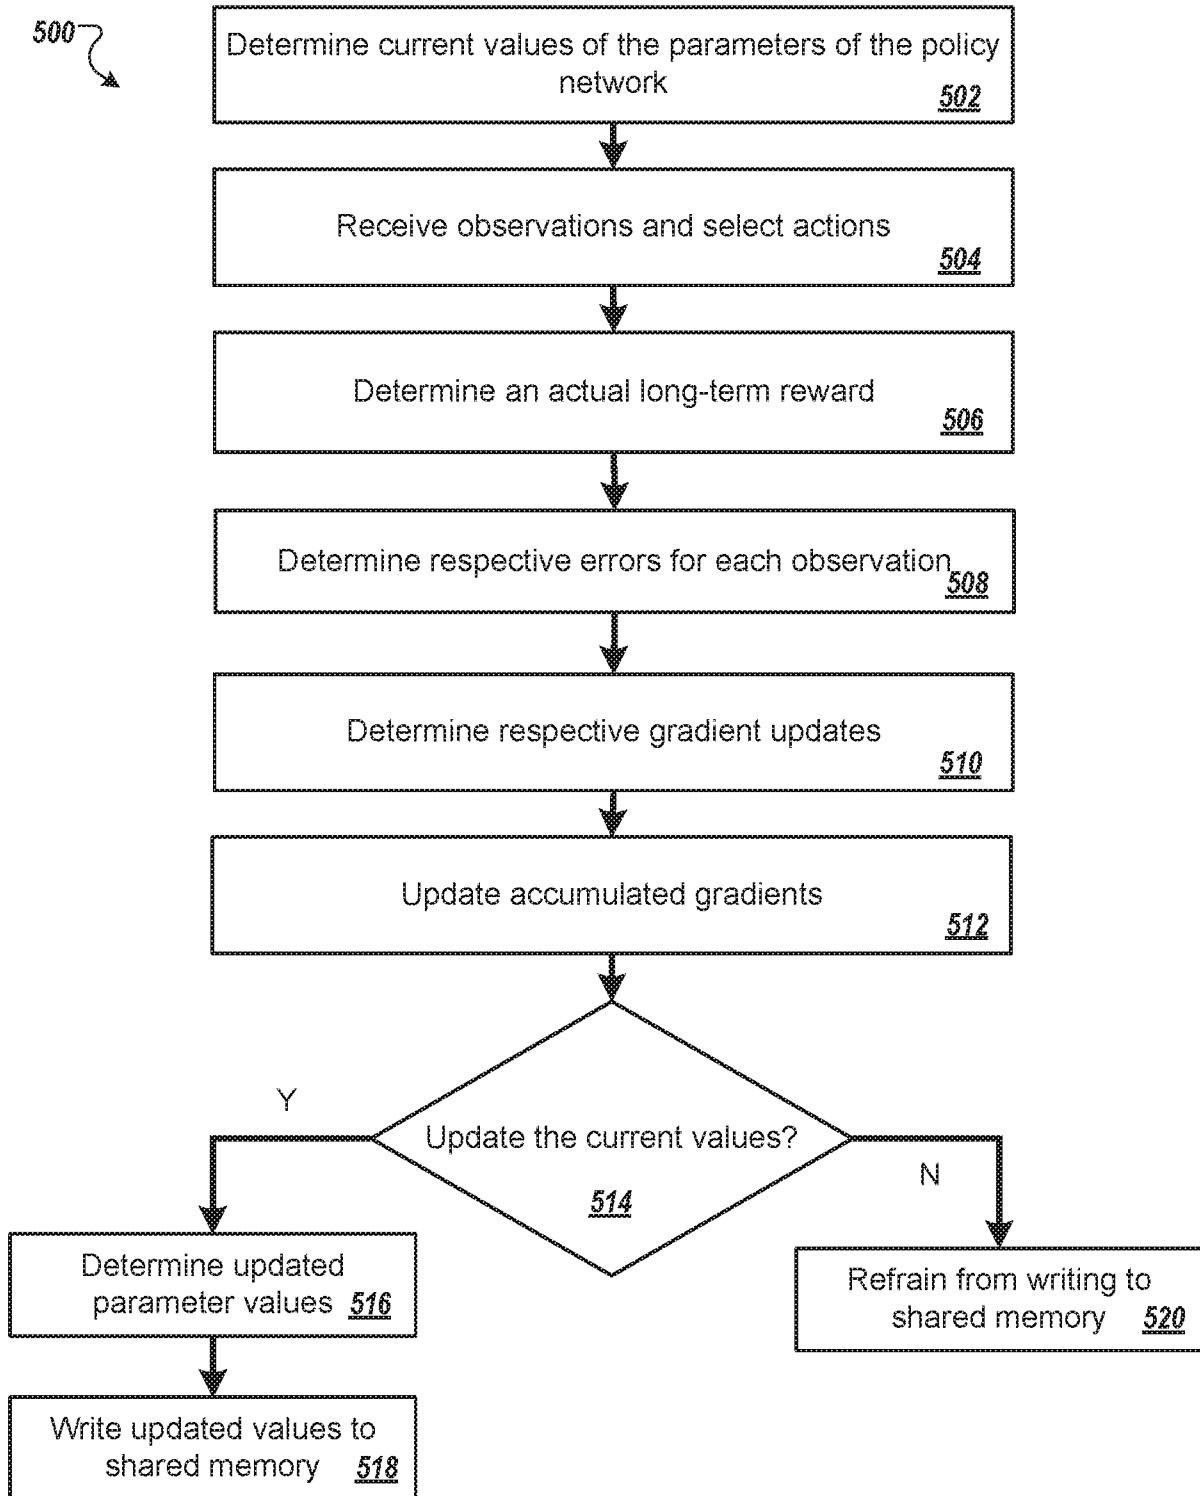 500
Determine current values of the parameters of the policy
network
502
Receive observations and select actions
504
Determine an actual long-term reward
506
Determine respective errors for each observation
508
Determine respective gradient updates
510
Update accumulated gradients
512
Y
Update the current values?
N
514
Determine updated
parameter values 516
Refrain from writing to
shared memory 520
Write updated values to
shared memory 518